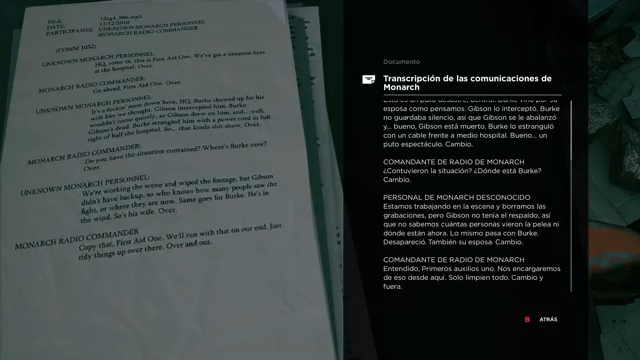 FILE:
DATE: 11/12/2010
PARTICIPANTS: UNKNOWN MONARCH PERSONNEL
MONARCH RADIO COMMANDER
(COMM 1032)
UNKNOWN MONARCH PERSONNEL:
HQ, come in, this is First Aid One. We've got a situation here
at the hospital. Over.
MONARCH RADIO COMMANDER:
Go ahead, First Aid One. Over.
UNKNOWN MONARCH PERSONNEL:
It's a fuckin' mess down here, HQ. Burke showed up for his
wife like we thought. Gibson intercepted him. Burke
wouldn't come quietly, so Gibson drew on him, and... well,
Gibson's dead. Burke strangled him with a power cord in full
sight of half the hospital. So... that kinda shit show. Over.
MONARCH RADIO COMMANDER:
Do you have the situation contained? Where's Burke now?
Over.
UNKNOWN MONARCH PERSONNEL:
We're working the scene and wiped the footage, but Gibson
didn't have backup, so who knows how many people saw the
fight, or where they are now. Same goes for Burke. He's in
the wind. So's his wife. Over.
MONARCH RADIO COMMANDER
Copy that, First Aid One. We'll run with that on our end. Just
tidy things up over there. Over and out.
Documento
Transcripción de las comunicaciones de
Monarch
esposa como pensamos. Gibson lo interceptó. Burke
no guardaba silencio, así que Gibson se le abalanzó
y... bueno, Gibson está muerto. Burke lo estranguló
con un cable frente a medio hospital. Bueno... un
puto espectáculo. Cambio.
COMANDANTE DE RADIO DE MONARCH
¿Contuvieron la situación? ¿Dónde está Burke?
Cambio.
PERSONAL DE MONARCH DESCONOCIDO
Estamos trabajando en la escena y borramos las
grabaciones, pero Gibson no tenía el respaldo, así
que no sabemos cuántas personas vieron la pelea ni
dónde están ahora. Lo mismo pasa con Burke.
Desapareció. También su esposa. Cambio.
COMANDANTE DE RADIO DE MONARCH
Entendido, Primeros auxilios uno. Nos encargaremos
de eso desde aquí. Solo limpien todo. Cambio y
fuera.
B ATRÁS